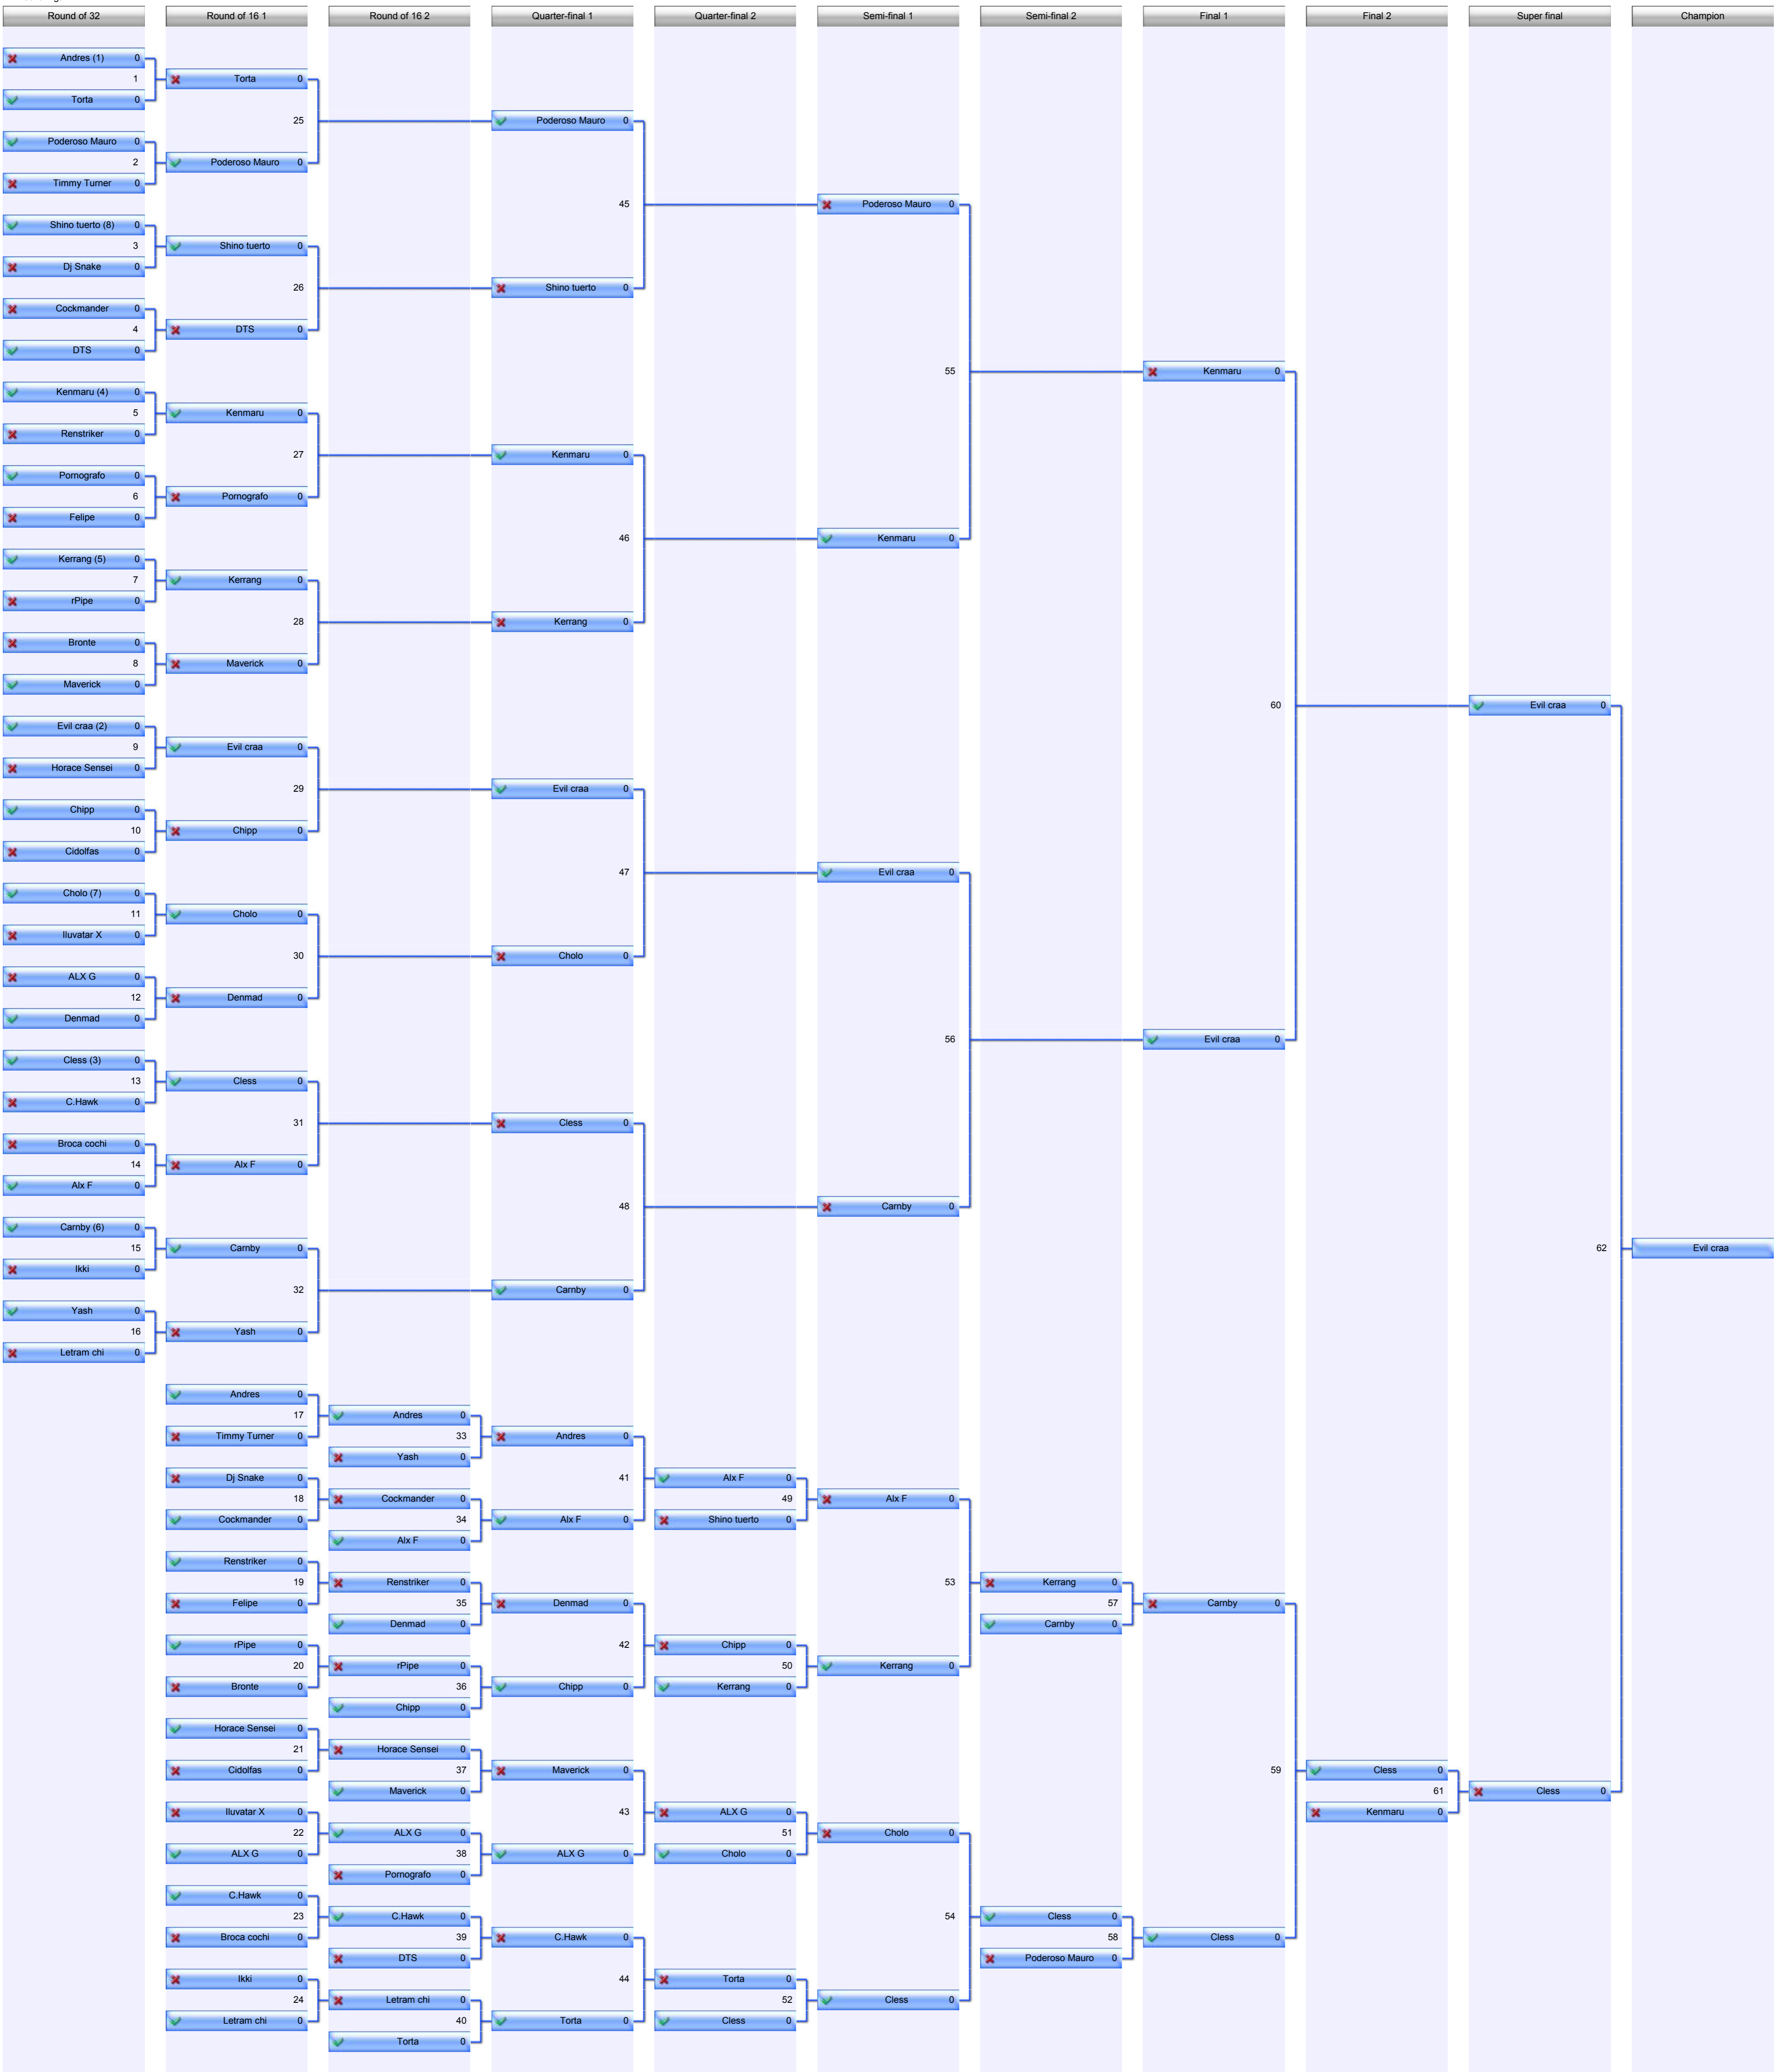 Round of 32 Round of 16 1 Round of 16 2 Quarter-final 1 Quarter-final 2 Semi-final 1 Semi-final 2 Final 1 Final 2 Super final Champion
Andres (1) 0
1 Torta 0
Torta 0
25 Poderoso Mauro 0
Poderoso Mauro 0
2 Poderoso Mauro 0
Timmy Turner 0
45 Poderoso Mauro 0
Shino tuerto (8) 0
3 Shino tuerto 0
Dj Snake 0
26 Shino tuerto 0
Cockmander 0
4 DTS 0
DTS 0
55 Kenmaru 0
Kenmaru (4) 0
5 Kenmaru 0
Renstriker 0
27 Kenmaru 0
Pornografo 0
6 Pornografo 0
Felipe 0
46 Kenmaru 0
Kerrang (5) 0
7 Kerrang 0
rPipe 0
28 Kerrang 0
Bronte 0
8 Maverick 0
Maverick 0
60 Evil craa 0
Evil craa (2) 0
9 Evil craa 0
Horace Sensei 0
29 Evil craa 0
Chipp 0
10 Chipp 0
Cidolfas 0
47 Evil craa 0
Cholo (7) 0
11 Cholo 0
Iluvatar X 0
30 Cholo 0
ALX G 0
12 Denmad 0
Denmad 0
56 Evil craa 0
Cless (3) 0
13 Cless 0
C.Hawk 0
31 Cless 0
Broca cochi 0
14 Alx F 0
Alx F 0
48 Carnby 0
Carnby (6) 0
15 Carnby 0 62 Evil craa
Ikki 0
32 Carnby 0
Yash 0
16 Yash 0
Letram chi 0
Andres 0
17 Andres 0
Timmy Turner 0 33 Andres 0
Yash 0
Dj Snake 0 41 Alx F 0
18 Cockmander 0 49 Alx F 0
Cockmander 0 34 Alx F 0 Shino tuerto 0
Alx F 0
Renstriker 0
19 Renstriker 0 53 Kerrang 0
Felipe 0 35 Denmad 0 57 Carnby 0
Denmad 0 Carnby 0
rPipe 0 42 Chipp 0
20 rPipe 0 50 Kerrang 0
Bronte 0 36 Chipp 0 Kerrang 0
Chipp 0
Horace Sensei 0
21 Horace Sensei 0
Cidolfas 0 37 Maverick 0 59 Cless 0
Maverick 0 61 Cless 0
Iluvatar X 0 43 ALX G 0 Kenmaru 0
22 ALX G 0 51 Cholo 0
ALX G 0 38 ALX G 0 Cholo 0
Pornografo 0
C.Hawk 0
23 C.Hawk 0 54 Cless 0
Broca cochi 0 39 C.Hawk 0 58 Cless 0
DTS 0 Poderoso Mauro 0
Ikki 0 44 Torta 0
24 Letram chi 0 52 Cless 0
Letram chi 0 40 Torta 0 Cless 0
Torta 0